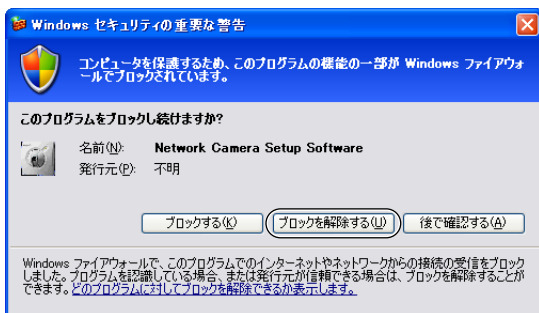 Windows セキュリティの重要な警告
コンピュータを保護するため、このプログラムの機能の一部が Windows ファイアウォ
ールでブロックされています。
このプログラムをブロックし続けますか?
名前(N): Network Camera Setup Software
発行元(P): 不明
ブロックする(K) ブロックを解除する(U) 後で確認する(A)
Windows ファイアウォールで、このプログラムでのインターネットやネットワークからの接続の受信をブロック
しました。プログラムを認識している場合、または発行元が信頼できる場合は、ブロックを解除することが
できます。どのプログラムに対してブロックを解除できるか表示します。